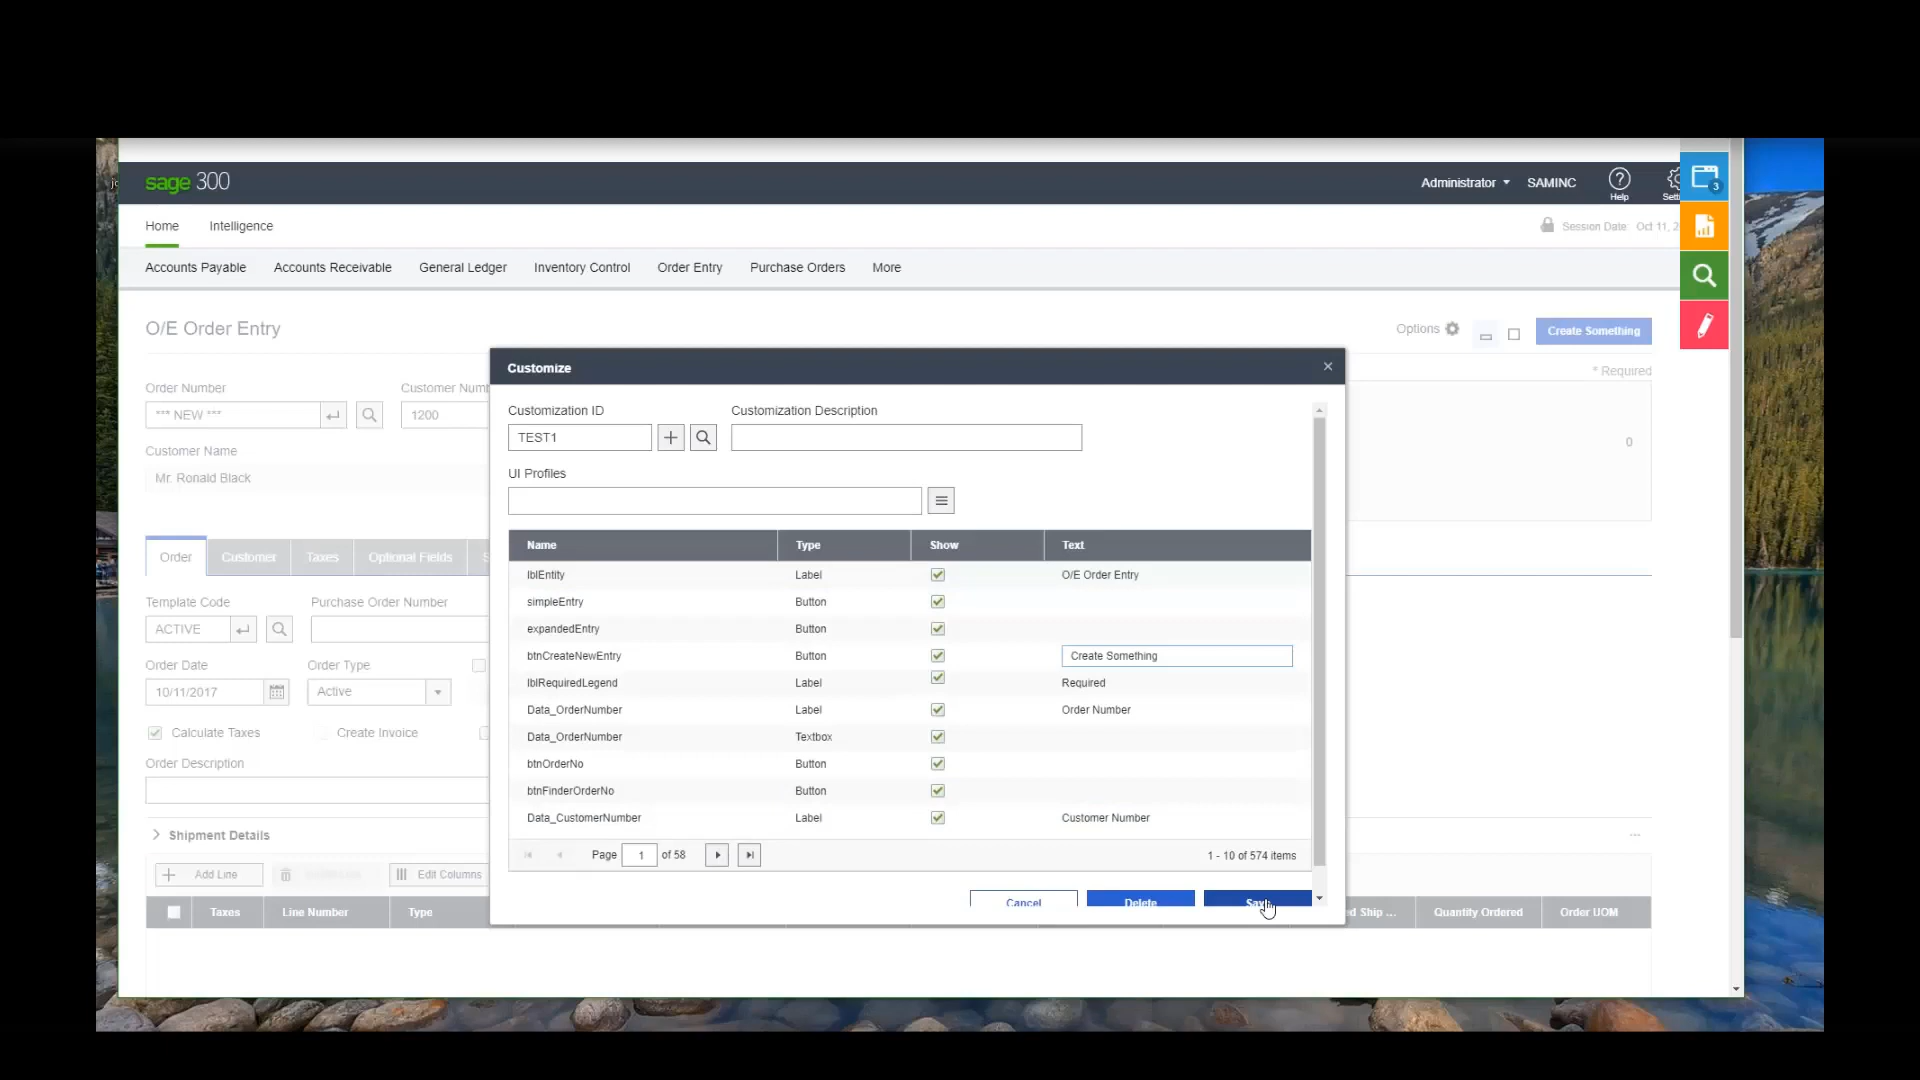 sage 300
Administrator SAMINC Help
3
Home Intelligence
Session Date: Oct 11, 2
Accounts Payable Accounts Receivable General Ledger Inventory Control Order Entry Purchase Orders More
O/E Order Entry
Options Create Something
* Required
Order Number
Customer Num
*** NEW ***
1200
0
Customer Name
Mr. Ronald Black
Order Customer Taxes Optional Fields S
Template Code Purchase Order Number
ACTIVE
Order Date Order Type
10/11/2017 Active
Calculate Taxes Create Invoice
Order Description
Shipment Details
...
Add Line Edit Columns
Taxes Line Number Type
ed Ship ... Quantity Ordered Order UOM
Customize
Customization ID Customization Description
TEST1
UI Profiles
Name Type Show Text
lblEntity Label O/E Order Entry
simpleEntry Button
expandedEntry Button
btnCreateNewEntry Button Create Something
lblRequiredLegend Label Required
Data_OrderNumber Label Order Number
Data_OrderNumber Textbox
btnOrderNo Button
btnFinderOrderNo Button
Data_CustomerNumber Label Customer Number
Page 1 of 58
1 - 10 of 574 items
Cancel Delete Save